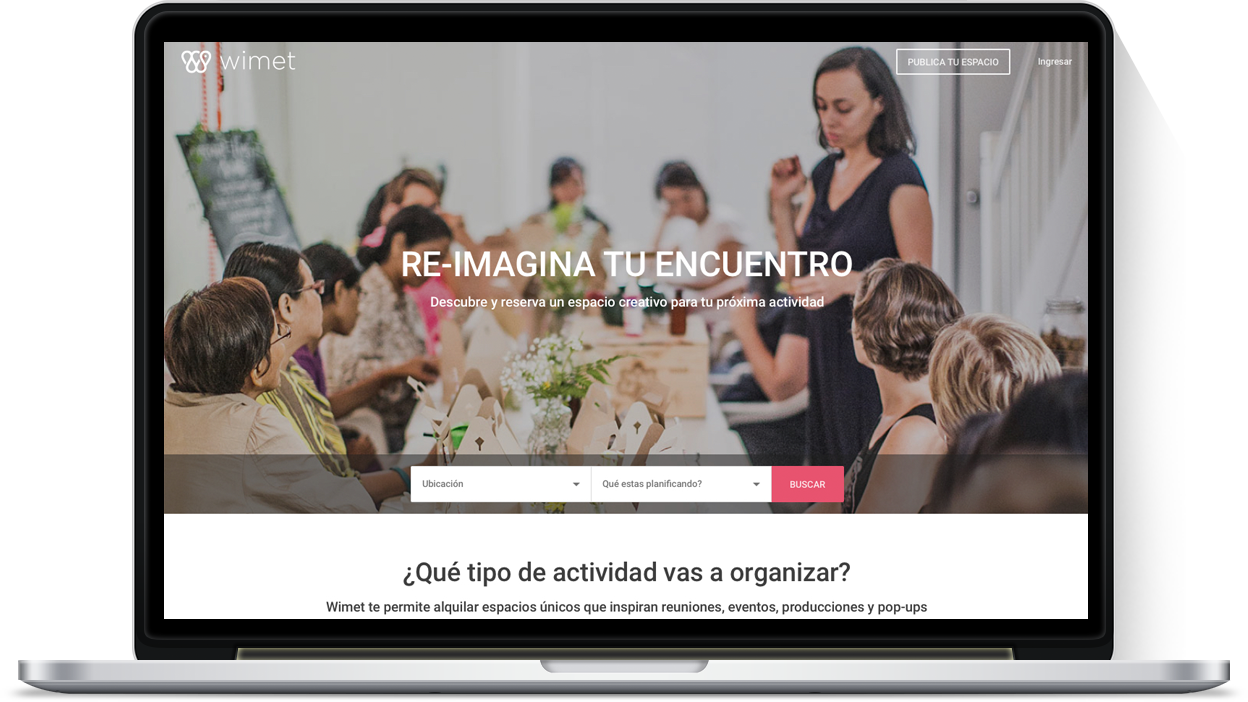 wimet
PUBLICA TU ESPACIO
Ingresar
RE-IMAGINA TU ENCUENTRO
Descubre y reserva un espacio creativo para tu próxima actividad
Ubicación
Qué estas planificando?
BUSCAR
¿Qué tipo de actividad vas a organizar?
Wimet te permite alquilar espacios únicos que inspiran reuniones, eventos, producciones y pop-ups